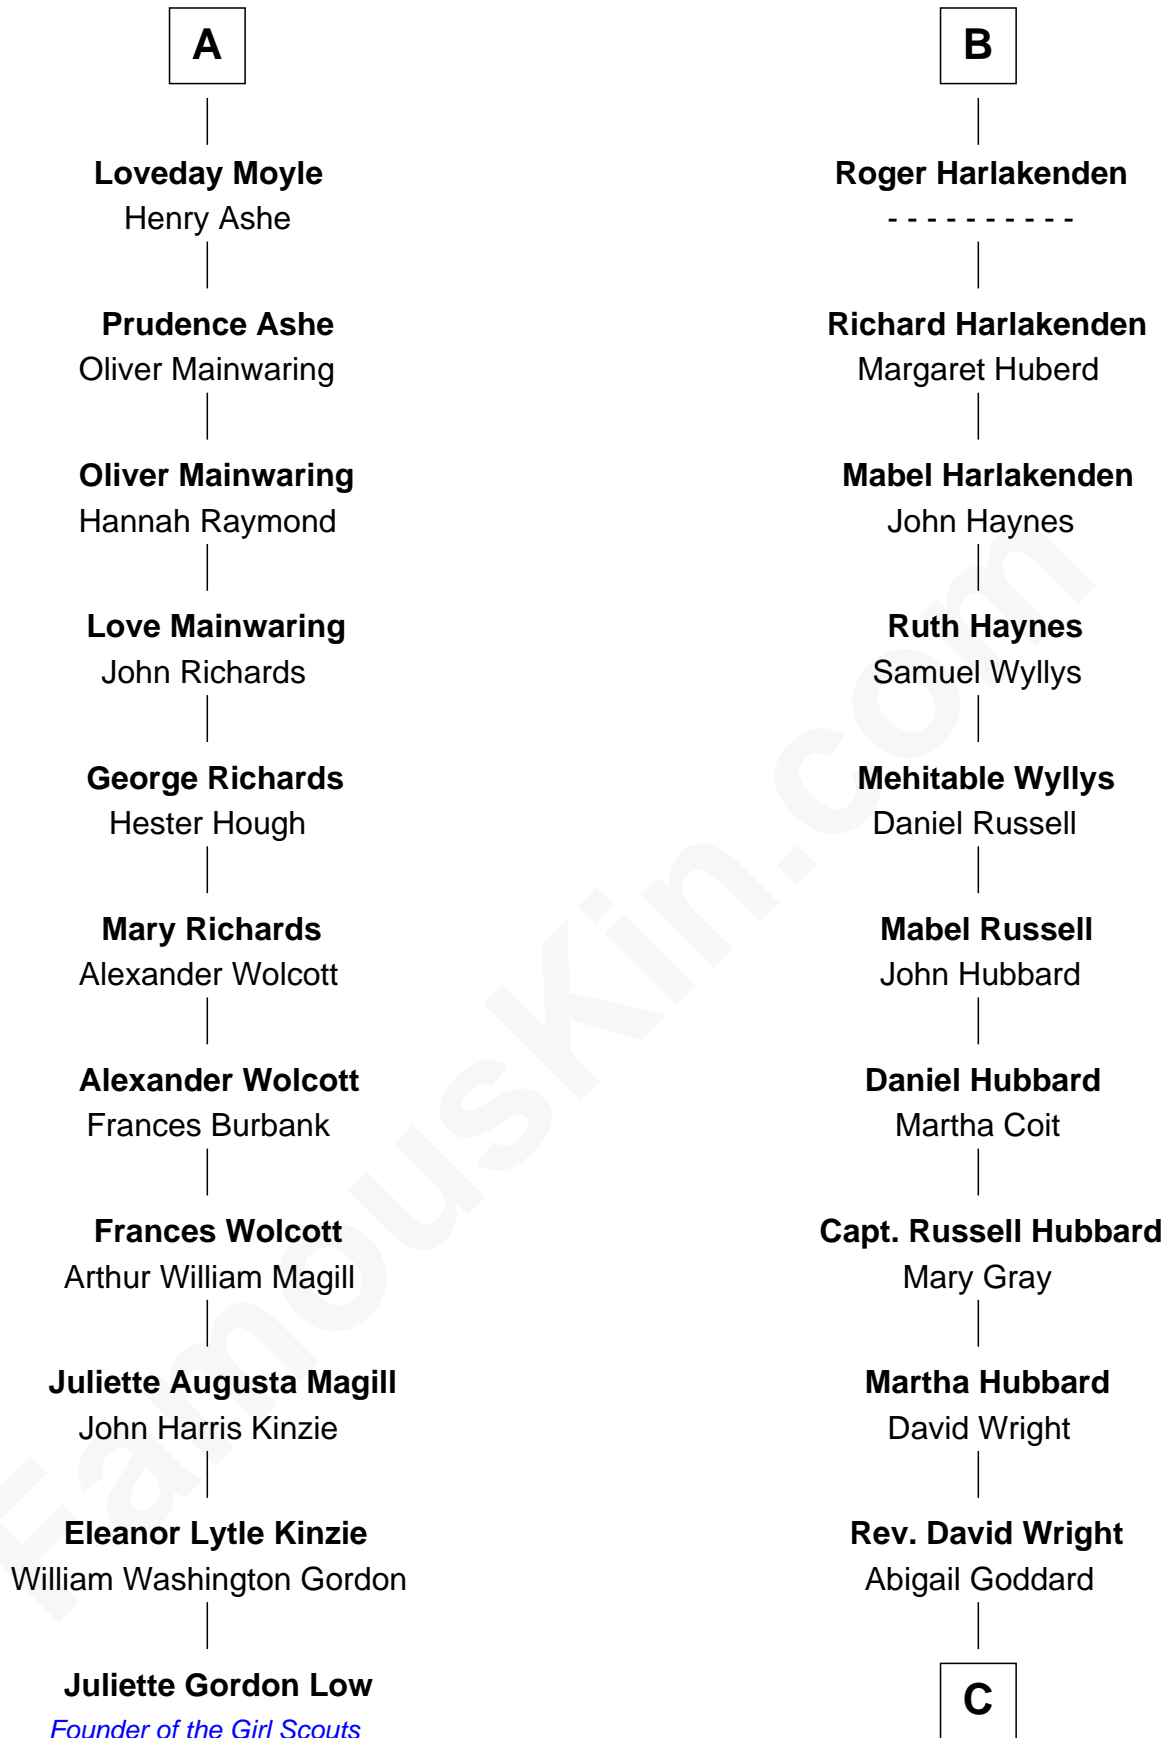 A
Loveday Moyle
Henry Ashe
Prudence Ashe
Oliver Mainwaring
Oliver Mainwaring
Hannah Raymond
Love Mainwaring
John Richards
George Richards
Hester Hough
Mary Richards
Alexander Wolcott
Alexander Wolcott
Frances Burbank
Frances Wolcott
Arthur William Magill
Juliette Augusta Magill
John Harris Kinzie
Eleanor Lytle Kinzie
William Washington Gordon
Juliette Gordon Low
Founder of the Girl Scouts
B
Roger Harlakenden
- - - - - - - - - -
Richard Harlakenden
Margaret Huberd
Mabel Harlakenden
John Haynes
Ruth Haynes
Samuel Wyllys
Mehitable Wyllys
Daniel Russell
Mabel Russell
John Hubbard
Daniel Hubbard
Martha Coit
Capt. Russell Hubbard
Mary Gray
Martha Hubbard
David Wright
Rev. David Wright
Abigail Goddard
C
FamousKin.com